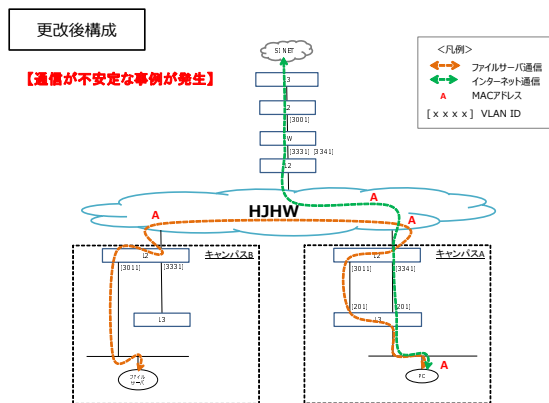 更改後構成
【通信が不安定な事例が発生】
<凡例>
ファイルサーバ通信
インターネット通信
A MACアドレス
[ｘｘｘｘ] VLAN ID
SINET
L3
L2
[3001]
FW
[3331] [3341]
L2
A
HJHW
A
A
L2
キャンパスB
[3011]
[3331]
L3
ファイル
サーバ
L2
キャンパスA
[3011]
[3341]
[201]
[201]
L3
A
PC